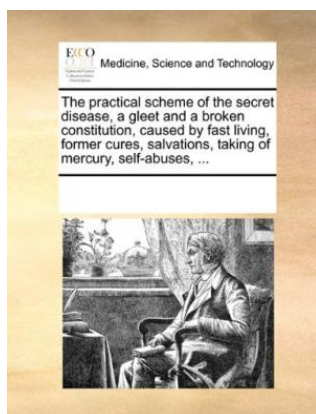 ECCO
Medicine, Science and Technology
The practical scheme of the secret
disease, a gleet and a broken
constitution, caused by fast living,
former cures, salvations, taking of
mercury, self-abuses, ...